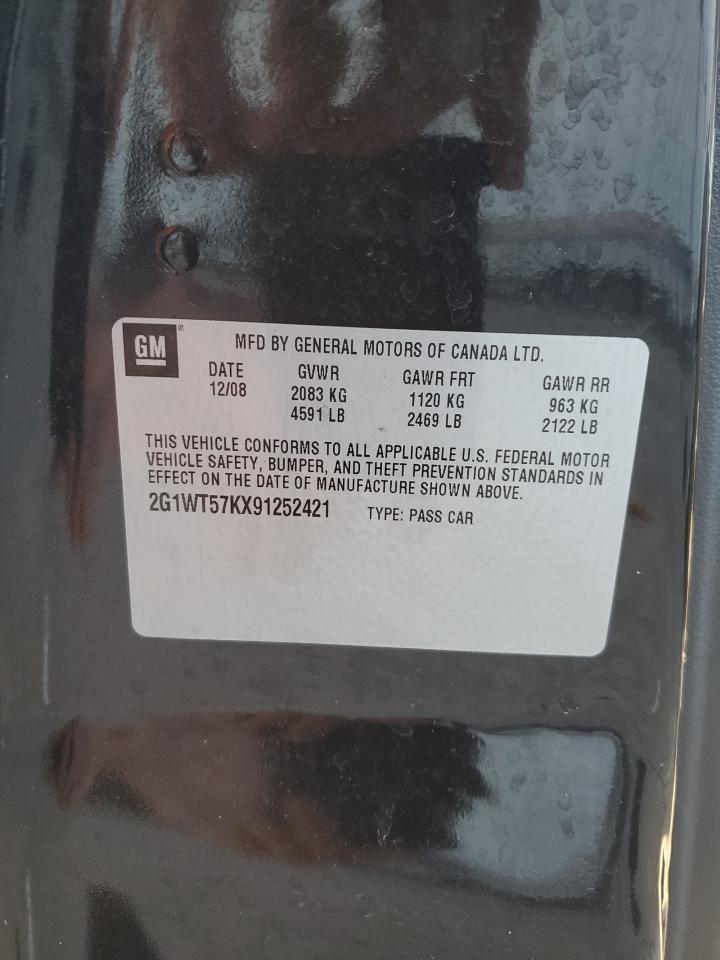 GM®
MFD BY GENERAL MOTORS OF CANADA LTD.
DATE GVWR GAWR FRT GAWR RR
12/08 2083 KG 1120 KG 963 KG
4591 LB 2469 LB 2122 LB
THIS VEHICLE CONFORMS TO ALL APPLICABLE U.S. FEDERAL MOTOR
VEHICLE SAFETY, BUMPER, AND THEFT PREVENTION STANDARDS IN
EFFECT ON THE DATE OF MANUFACTURE SHOWN ABOVE.
2G1WT57KX91252421 TYPE: PASS CAR